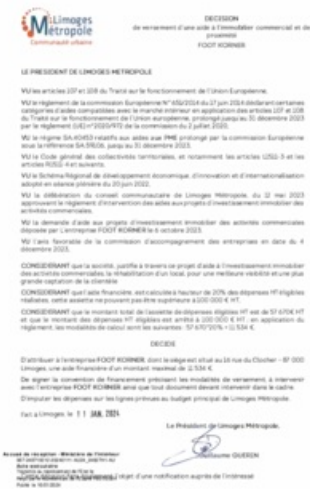 Limoges
Métropole
Communauté urbaine
DECISION
de versement d'une aide à l'immobilier commercial et de
proximité
FOOT KORNER
LE PRESIDENT DE LIMOGES METROPOLE
VU les articles 107 et 108 du Traité sur le fonctionnement de l'Union Européenne,
VU le règlement de la commission Européenne N° 651/2014 du 17 juin 2014 déclarant certaines
catégories d'aides compatibles avec le marché intérieur en application des articles 107 et 108
du Traité sur le fonctionnement de l'Union Européenne, prolongé jusqu'au 31 décembre 2023
par le règlement (UE) n°2020/972 de la commission du 2 juillet 2020,
VU le régime SA.40453 relatifs aux aides aux PME prolongé par la commission Européenne
sous la référence SA.59106, jusqu'au 31 décembre 2023,
VU le Code général des collectivités territoriales, et notamment les articles L1511-3 et les
articles R1511-4 et suivants,
VU le Schéma Régional de développement économique, d'innovation et d'internationalisation
adopté en séance plénière du 20 juin 2022,
VU la délibération du conseil communautaire de Limoges Métropole, du 12 mai 2023
approuvant le règlement d'intervention des aides aux projets d'investissement immobilier des
activités commerciales,
VU la demande d'aide aux projets d'investissement immobilier des activités commerciales
déposée par L'entreprise FOOT KORNER le 6 octobre 2023,
VU l'avis favorable de la commission d'accompagnement des entreprises en date du 4
décembre 2023,
CONSIDERANT que la société, justifie à travers ce projet d'aide à l'investissement immobilier
des activités commerciales, la réhabilitation d'un local, pour une meilleure visibilité et une plus
grande captation de la clientèle
CONSIDERANT que l'aide financière, est calculée à hauteur de 20% des dépenses HT éligibles
réalisées, cette assiette ne pouvant pas être supérieure à 100 000 € HT.
CONSIDERANT que le montant total de l'assiette de dépenses éligibles HT est de 57 670€ HT
et que le montant des dépenses HT éligibles est arrêté à 100 000 € HT, en application du
règlement, les modalités de calcul sont les suivantes : 57 670*20% = 11 534 €.
DECIDE
D'attribuer à l'entreprise FOOT KORNER, dont le siège est situé au 16 rue du Clocher – 87 000
Limoges, une aide financière d'un montant maximal de 11 534 €.
De signer la convention de financement précisant les modalités de versement, à intervenir
avec l'entreprise FOOT KORNER ainsi que tout document devant intervenir dans le cadre.
D'imputer les dépenses sur les lignes prévues au budget principal de Limoges Métropole.
Fait à Limoges, le 11 JAN. 2024
Le Président de Limoges Métropole,
Guillaume GUERIN
Accusé de réception - Ministère de l'Intérieur
Acte exécutoire
l'objet d'une notification auprès de l'intéressé